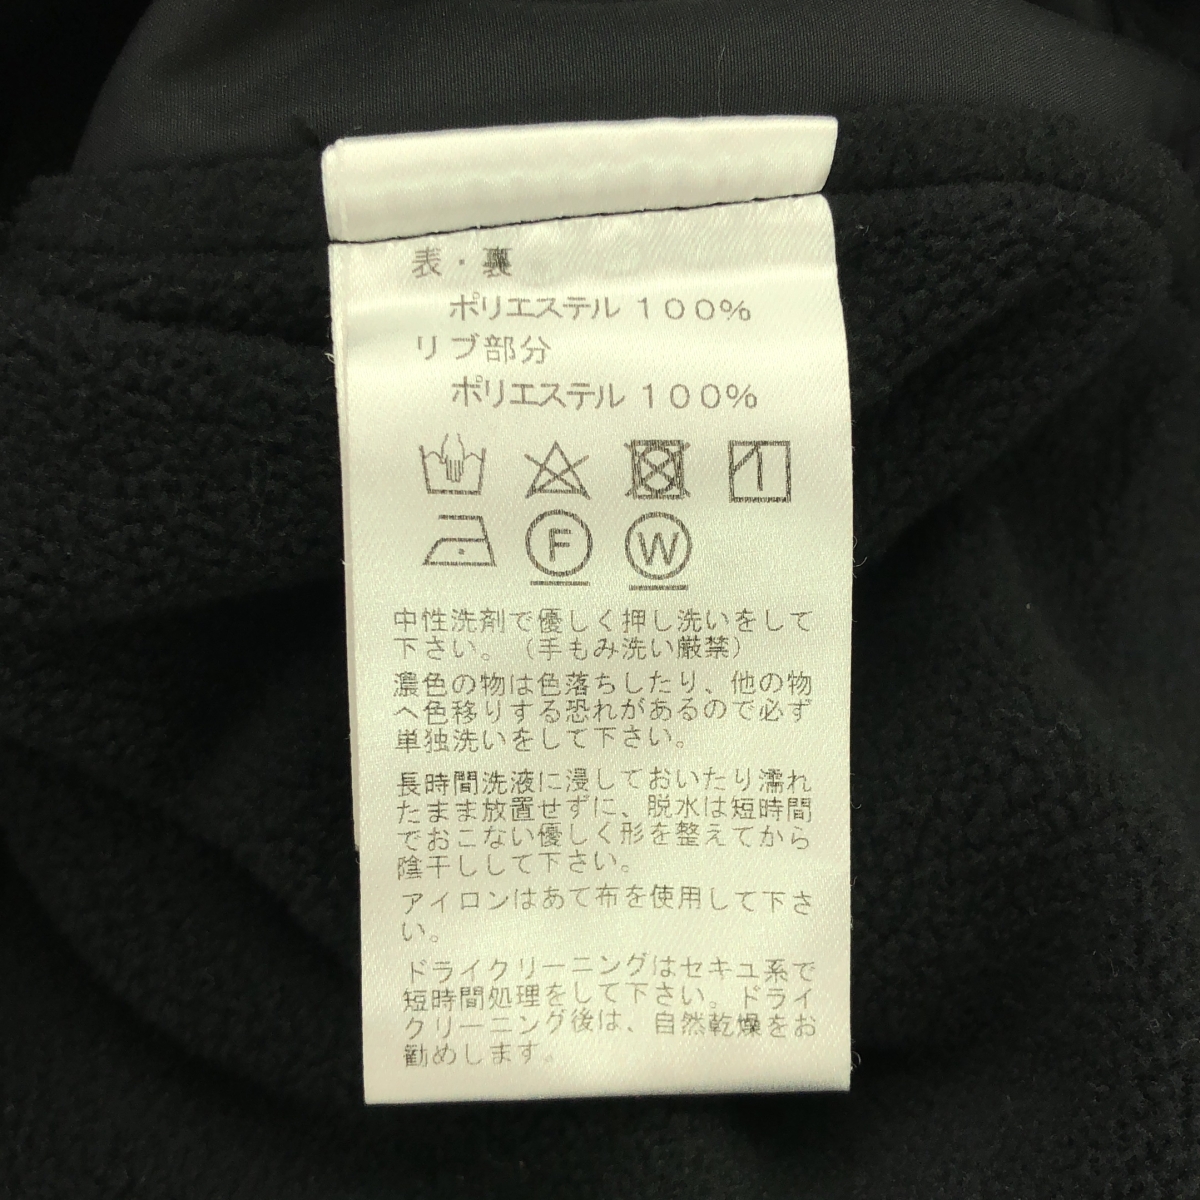 表・裏
ポリエステル 100%
リブ部分
ポリエステル 100%
F W
中性洗剤で優しく押し洗いをして
下さい。(手もみ洗い厳禁)
濃色の物は色落ちしたり、他の物
へ色移りする恐れがあるので必ず
単独洗いをして下さい。
長時間洗液に浸しておいたり濡れ
たまま放置せずに、脱水は短時間
でおこない優しく形を整えてから
陰干しして下さい。
アイロンはあて布を使用して下さ
い。
ドライクリーニングはセキユ系で
短時間処理をして下さい。ドライ
クリーニング後は、自然乾燥をお
勧めします。